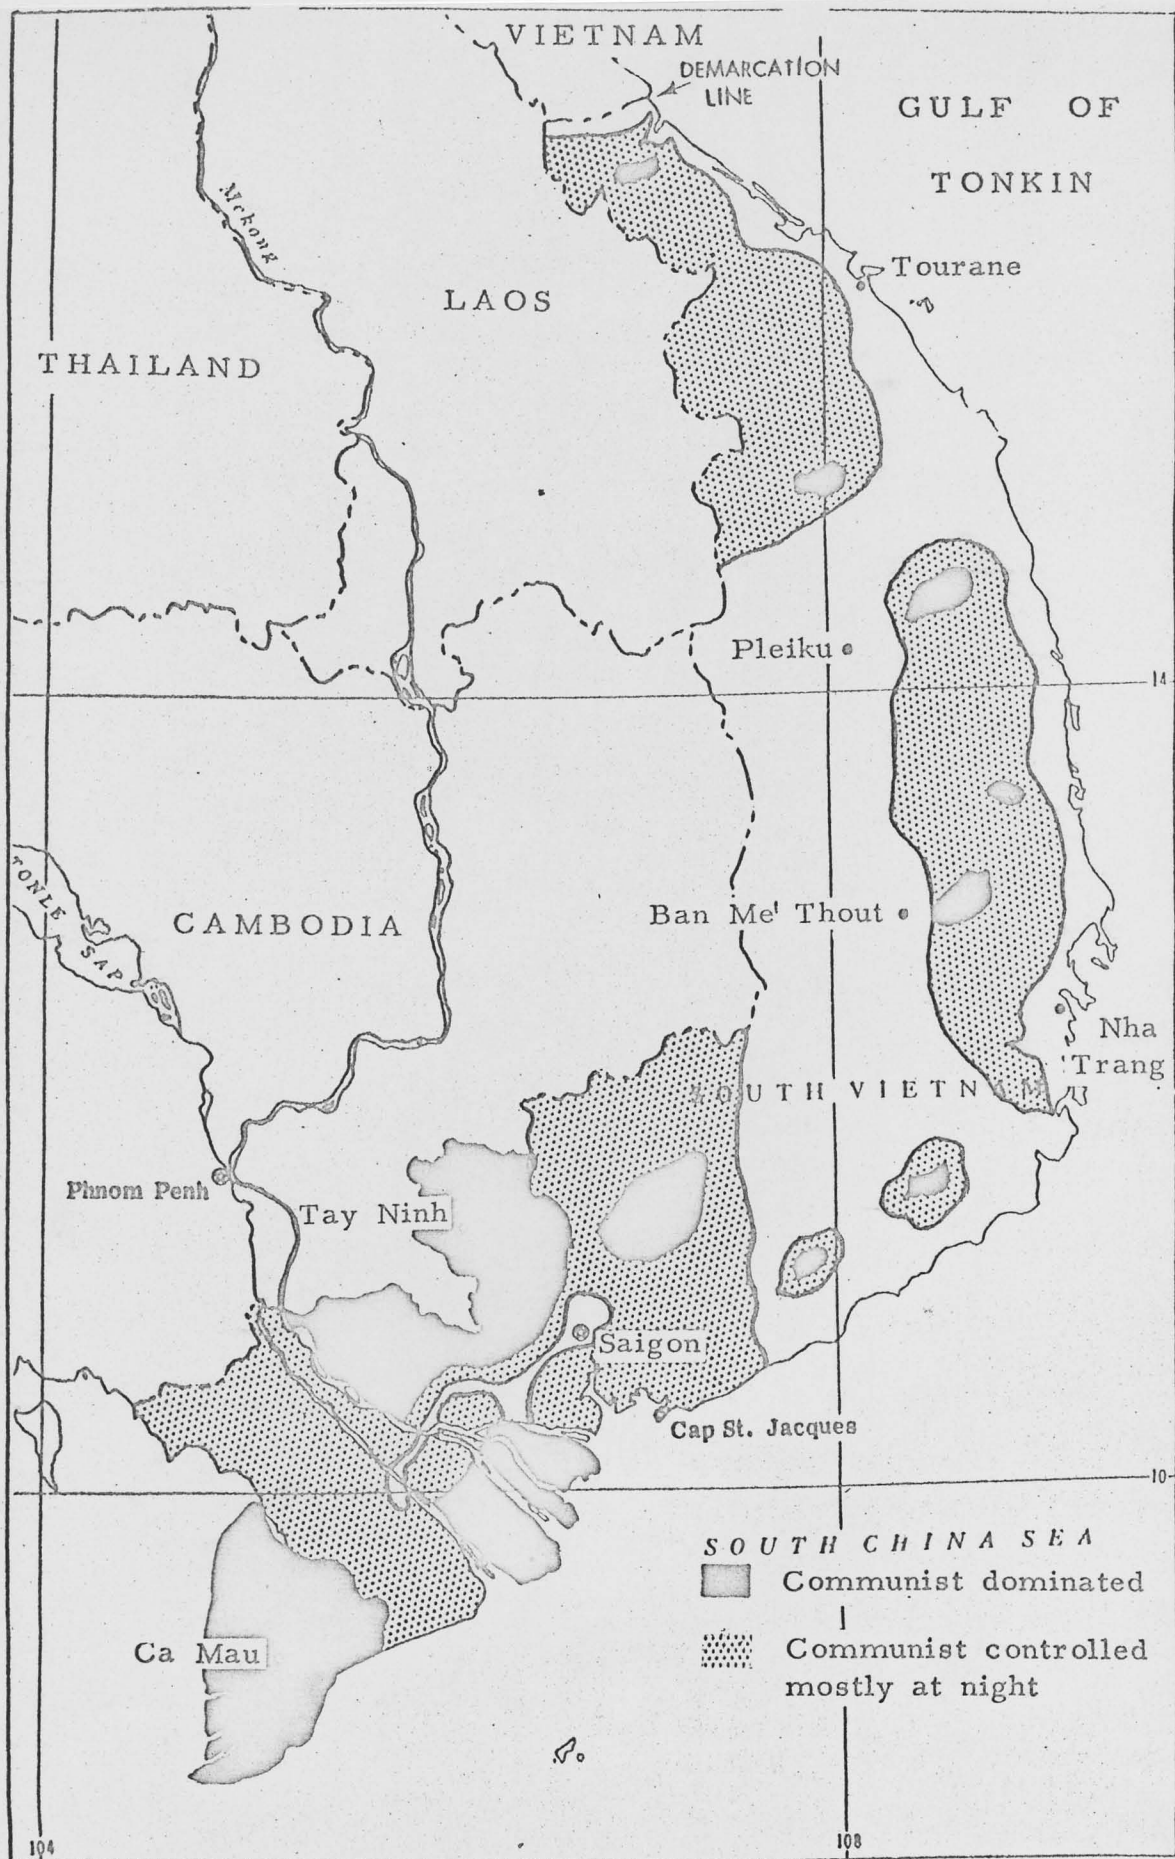 VIETNAM
DEMARCATION
LINE
GULF OF
TONKIN
Mekong
Tourane
LAOS
THAILAND
Pleiku
14
TONLE SAP
CAMBODIA
Ban Me' Thout
Nha
Trang
SOUTH VIETNAM
Phnom Penh
Tay Ninh
Saigon
Cap St. Jacques
10
SOUTH CHINA SEA
Communist dominated
Ca Mau
Communist controlled
mostly at night
104
108